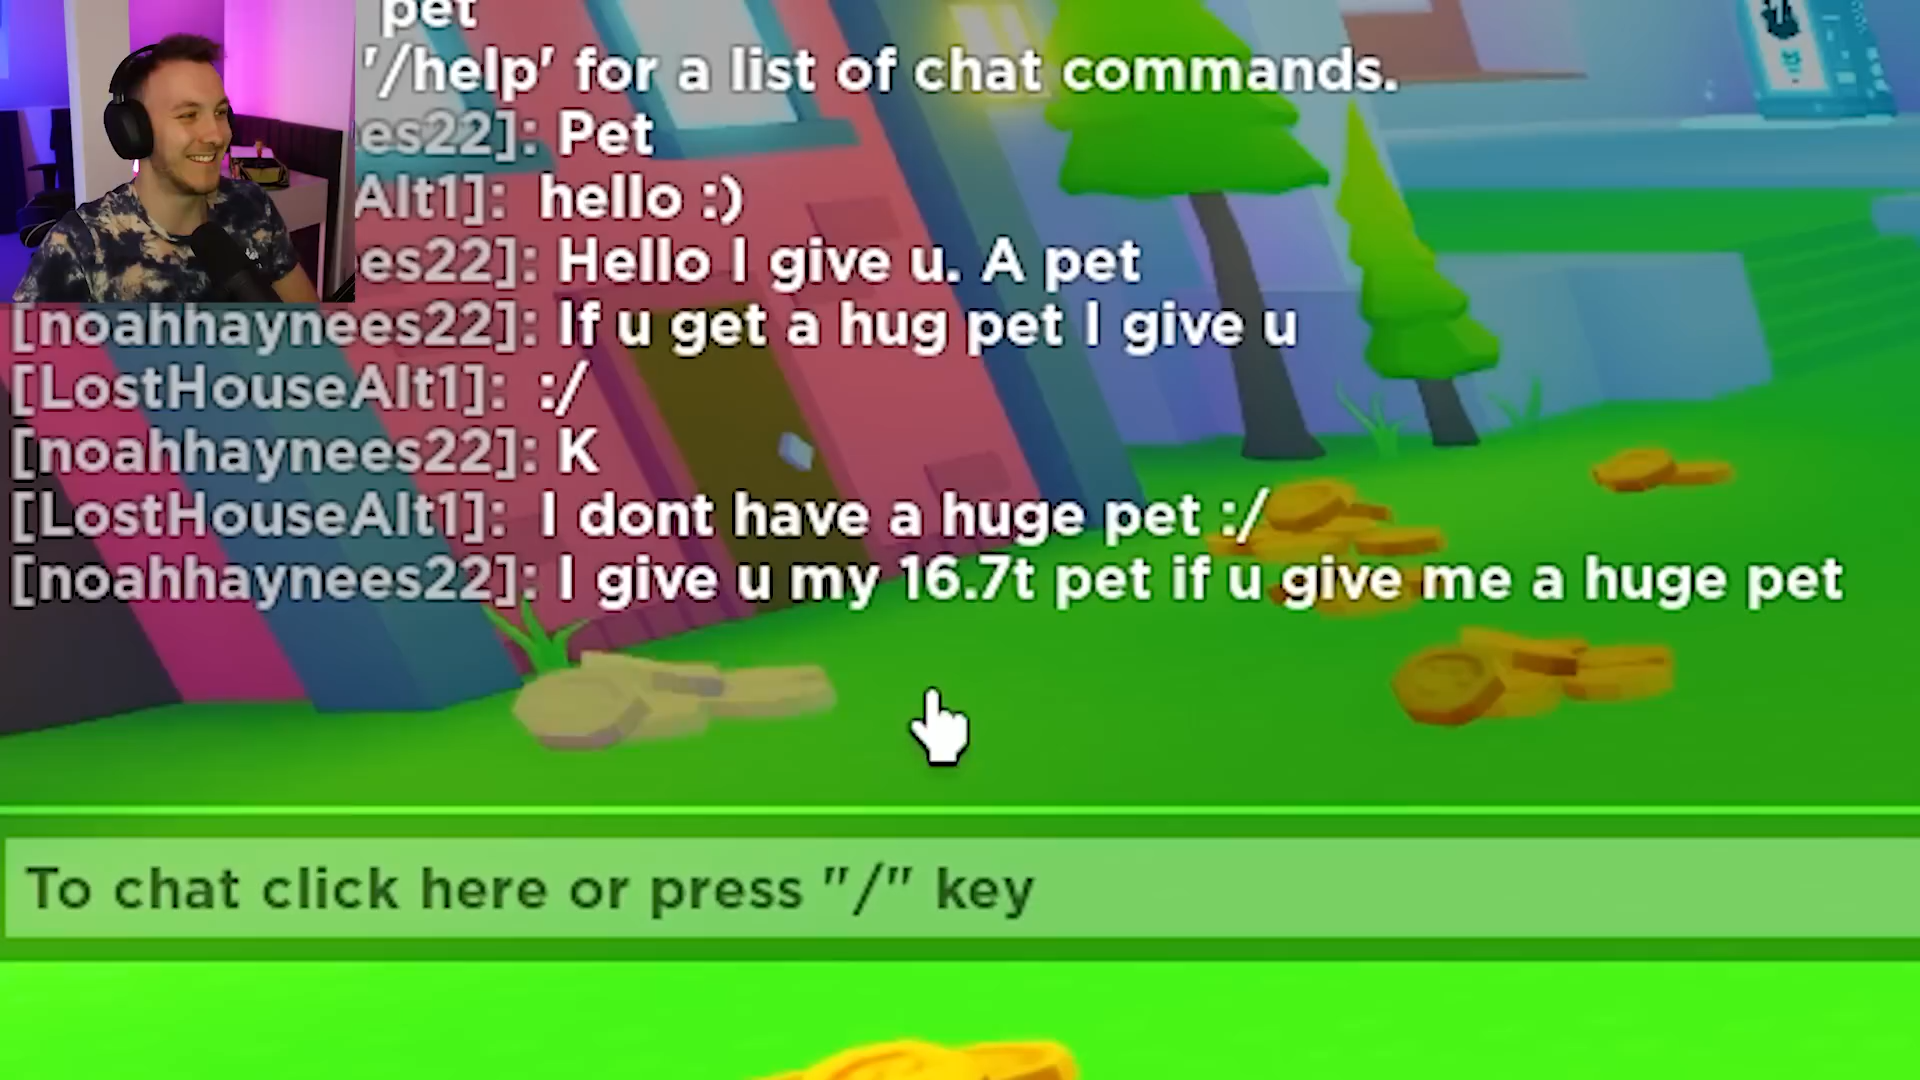 pet
'/help' for a list of chat commands.
es22]: Pet
Alt1]: hello :)
es22]: Hello I give u. A pet
[noahhaynees22]: If u get a hug pet I give u
[LostHouseAlt1]: :/
[noahhaynees22]: K
[LostHouseAlt1]: I dont have a huge pet :/
[noahhaynees22]: I give u my 16.7t pet if u give me a huge pet
To chat click here or press "/" key